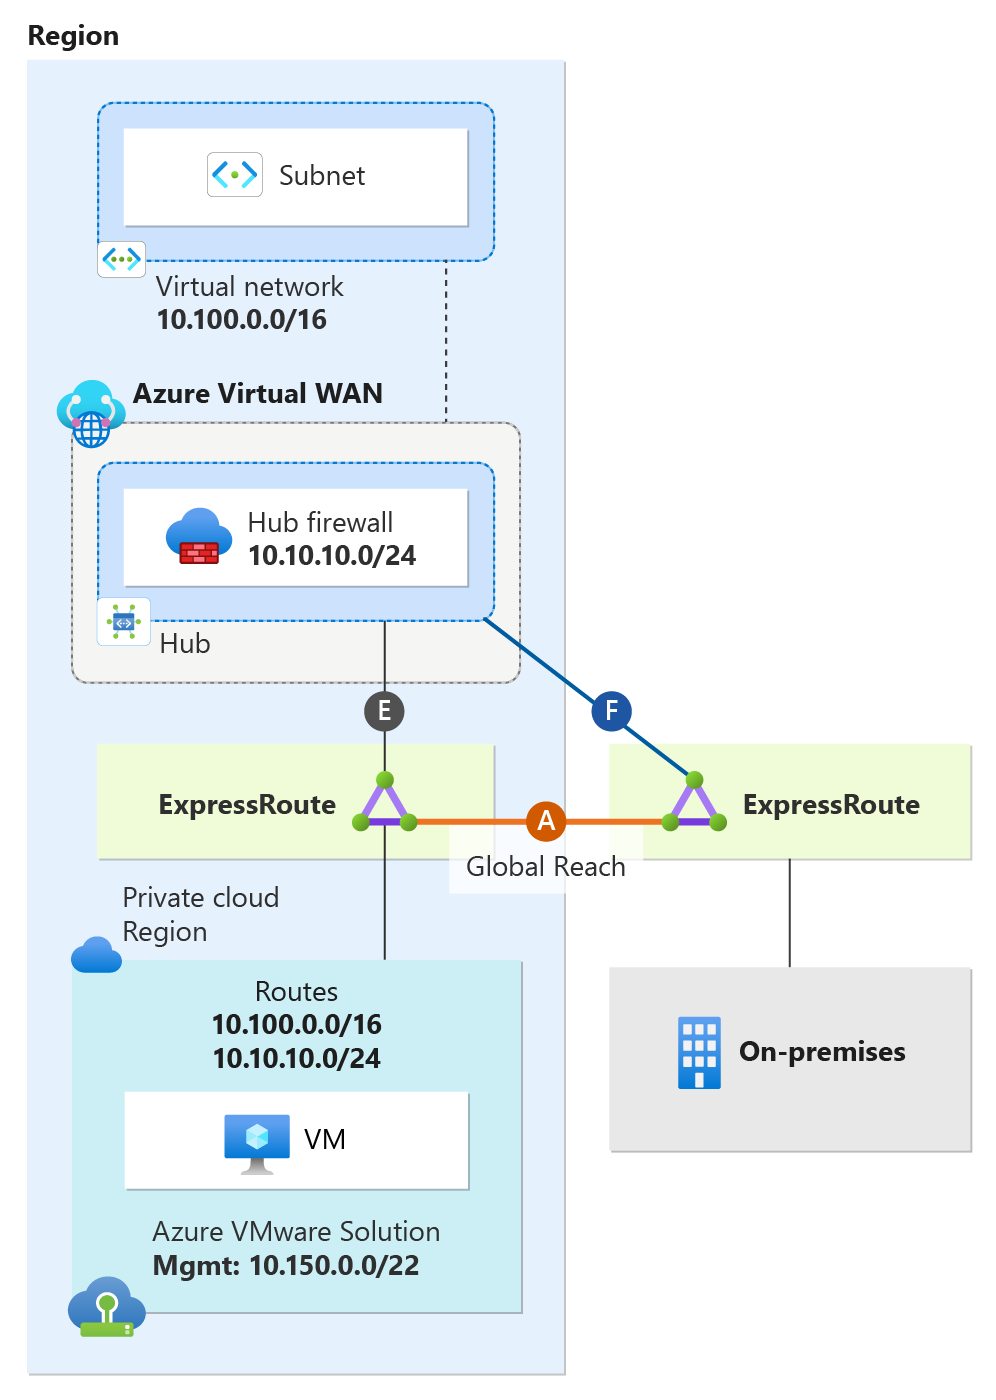 Region
Subnet
Virtual network
10.100.0.0/16
Azure Virtual WAN
Hub firewall
10.10.10.0/24
Hub
E
F
ExpressRoute
ExpressRoute
A
Global Reach
Private cloud
Region
Routes
10.100.0.0/16
10.10.10.0/24
On-premises
VM
Azure VMware Solution
Mgmt: 10.150.0.0/22